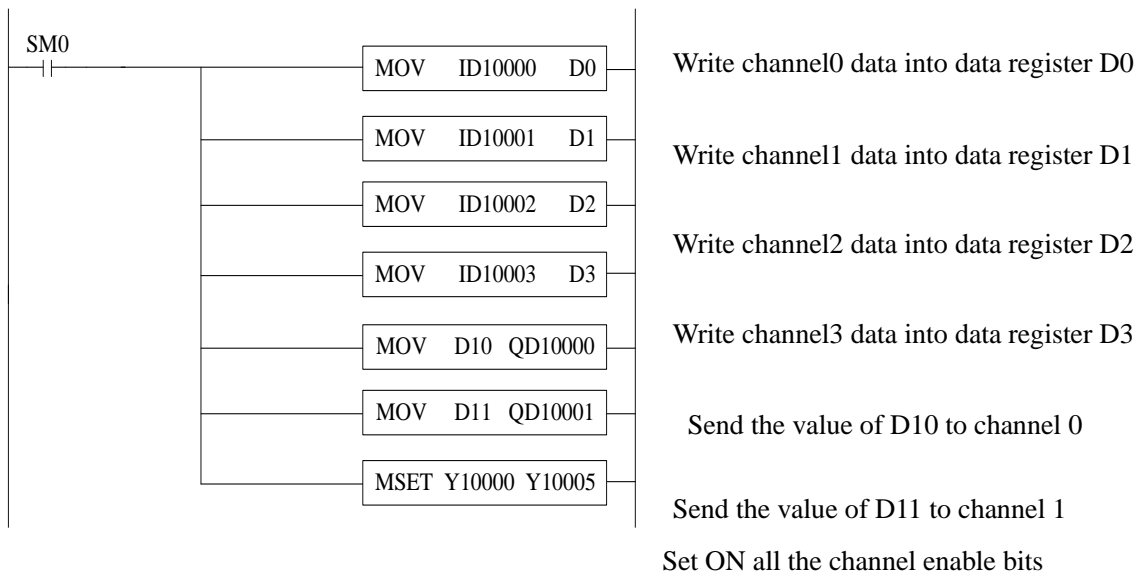 SM0
MOV ID10000 D0
Write channel0 data into data register D0
MOV ID10001 D1
Write channel1 data into data register D1
MOV ID10002 D2
Write channel2 data into data register D2
MOV ID10003 D3
Write channel3 data into data register D3
MOV D10 QD10000
MOV D11 QD10001
Send the value of D10 to channel 0
MSET Y10000 Y10005
Send the value of D11 to channel 1
Set ON all the channel enable bits